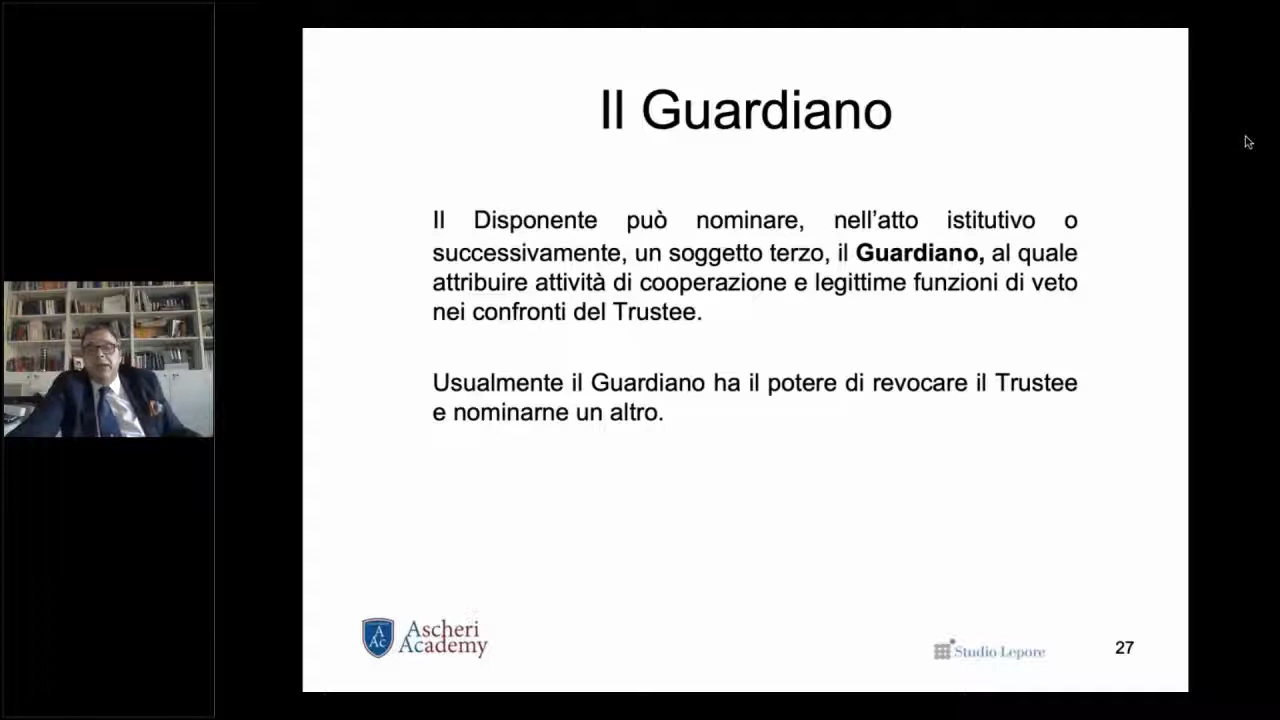 Il Guardiano
Il Disponente può nominare, nell’atto istitutivo o
successivamente, un soggetto terzo, il Guardiano, al quale
attribuire attività di cooperazione e legittime funzioni di veto
nei confronti del Trustee.
Usualmente il Guardiano ha il potere di revocare il Trustee
e nominarne un altro.
A
Ac
Ascheri
Academy
Studio Lepore
27